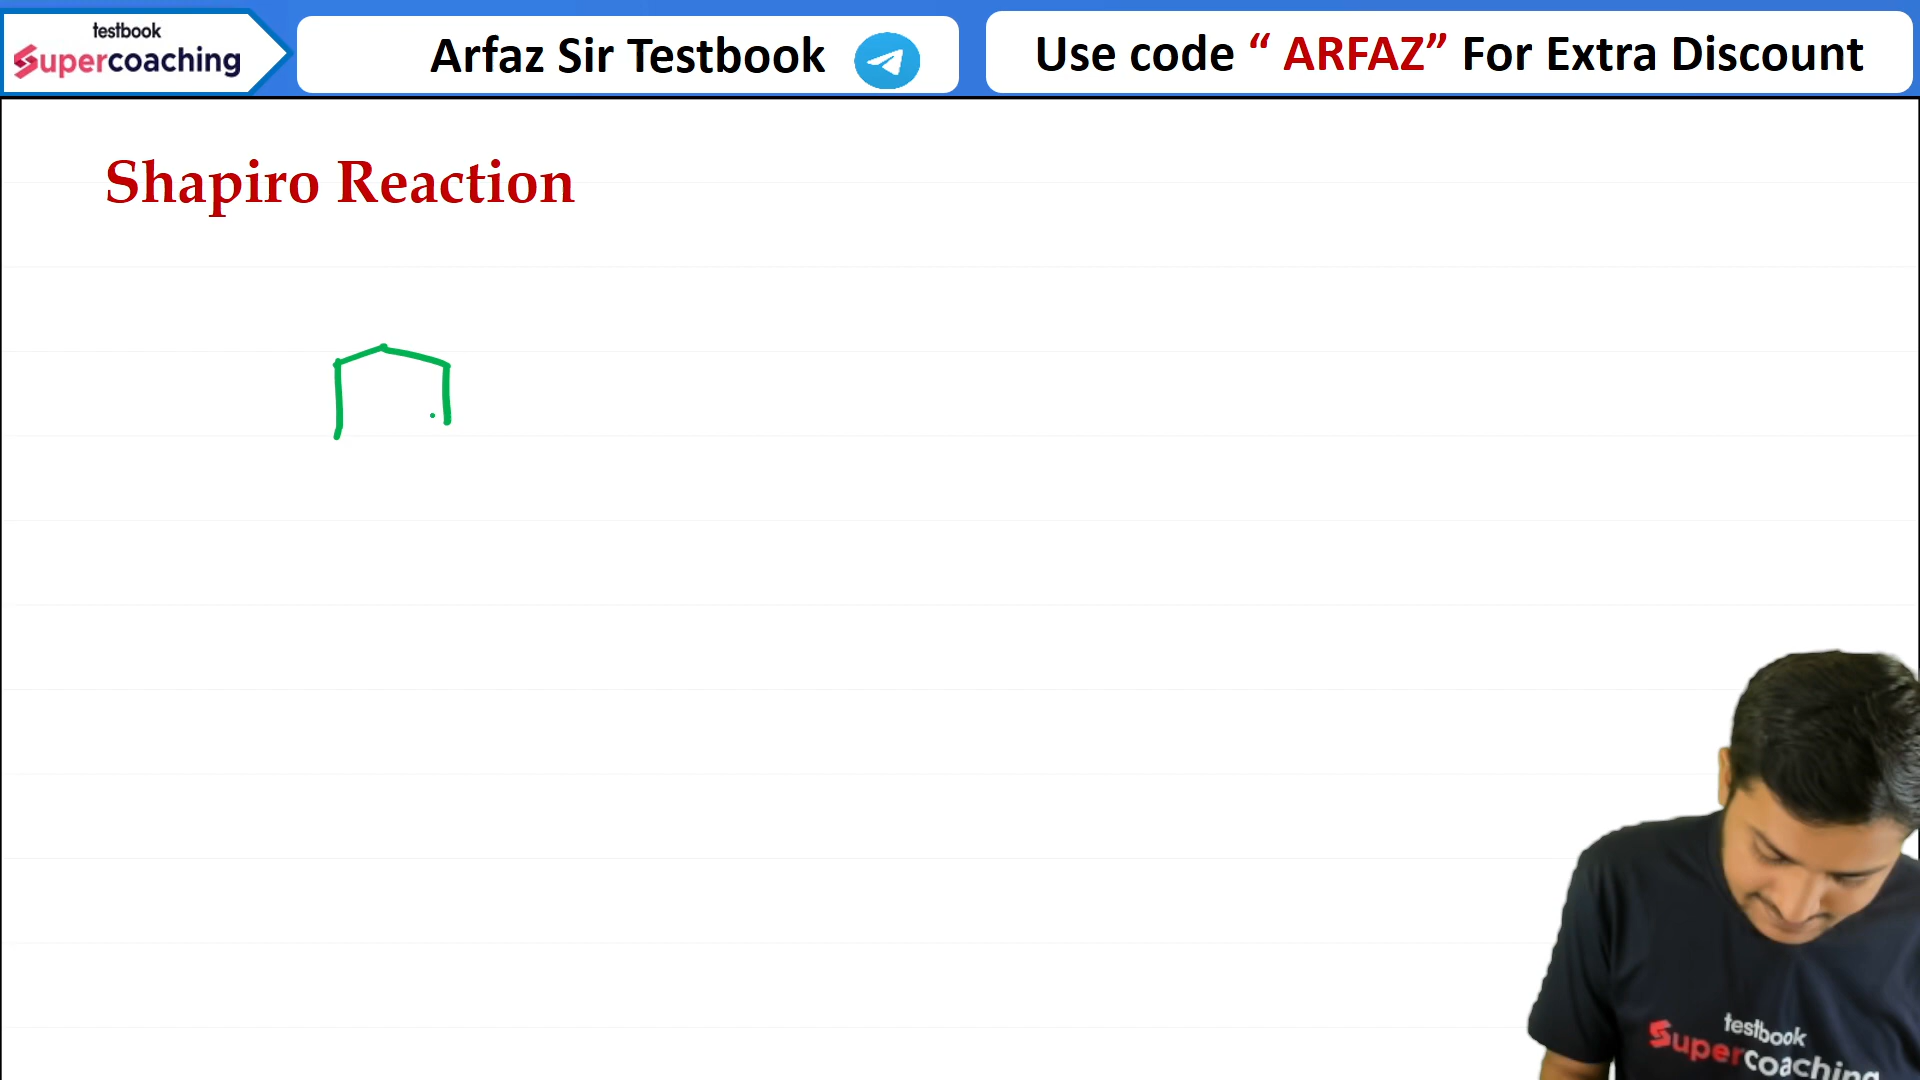 testbook
Supercoaching
Arfaz Sir Testbook
Use code “ ARFAZ” For Extra Discount
Shapiro Reaction
testbook
Supercoaching